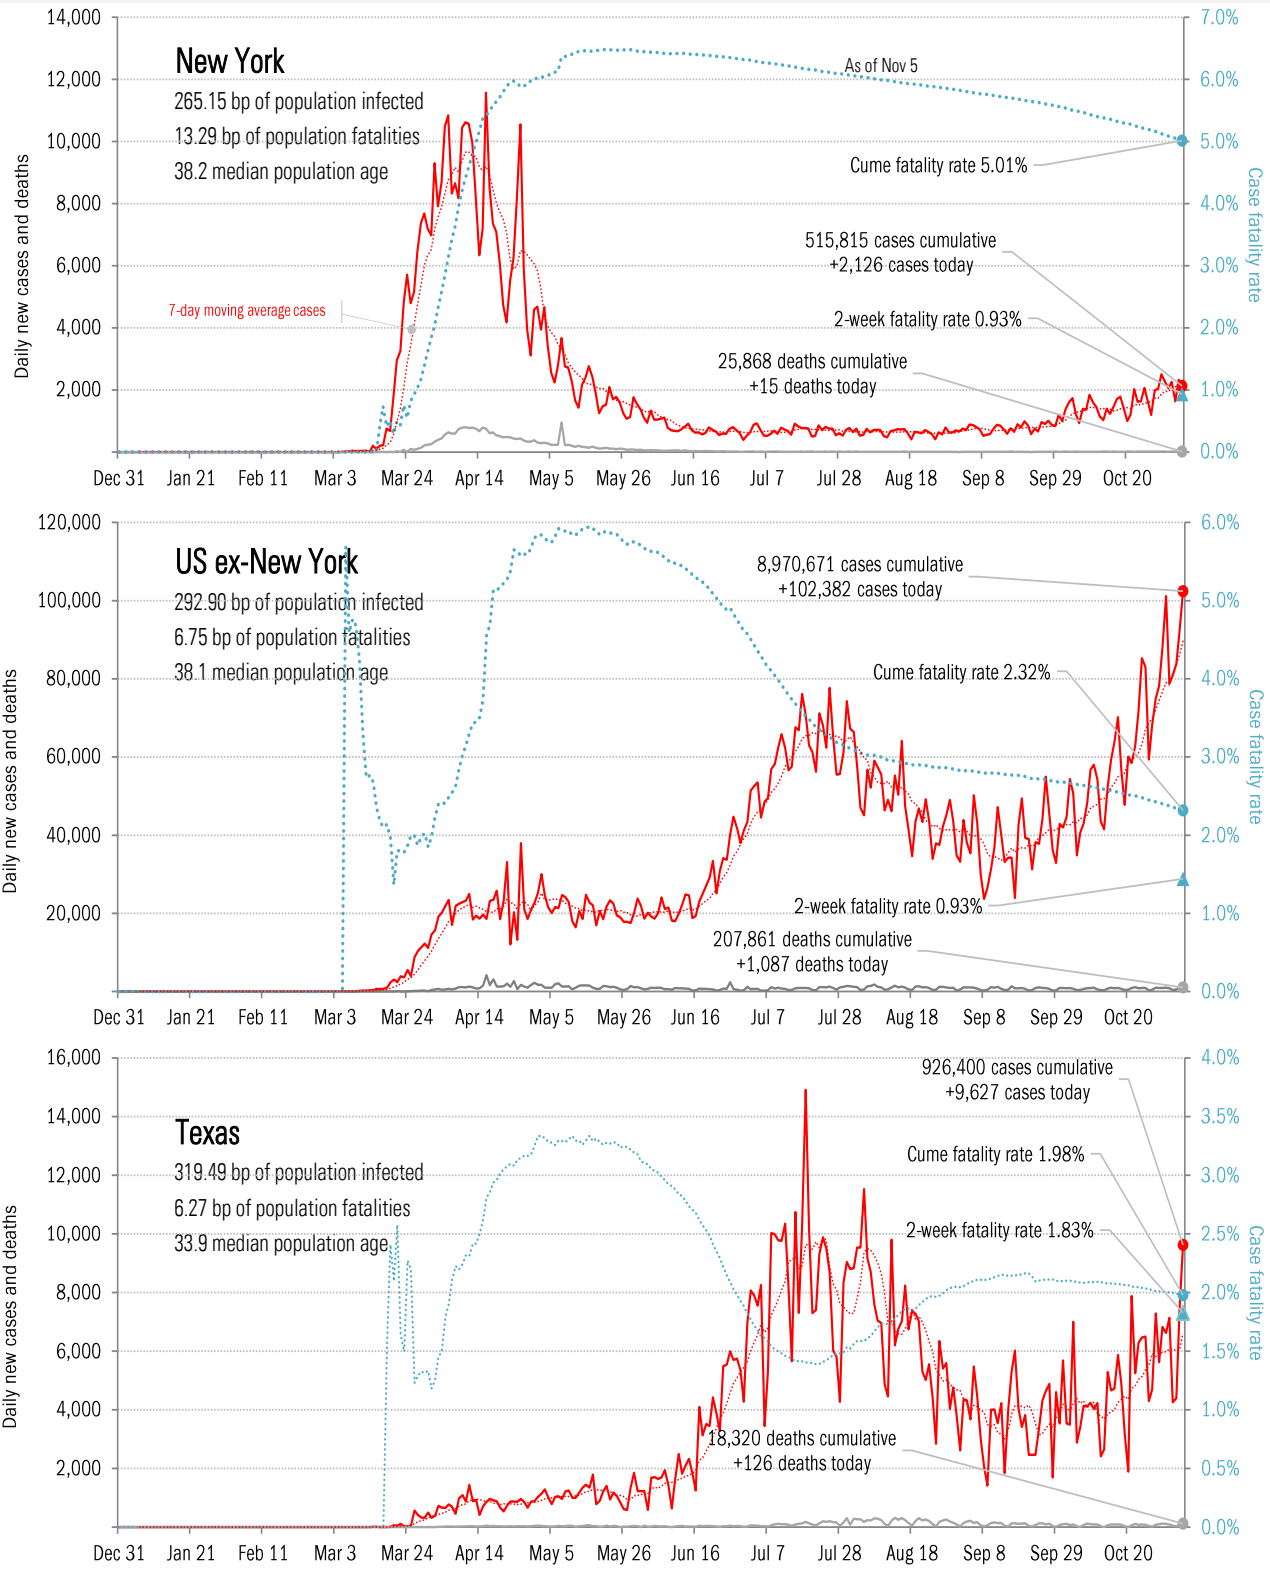 14,000
12,000
10,000
8,000
6,000
4,000
2,000
7.0%
6.0%
5.0%
4.0%
3.0%
2.0%
1.0%
0.0%
Daily new cases and deaths
Case fatality rate
New York
265.15 bp of population infected
13.29 bp of population fatalities
38.2 median population age
7-day moving average cases
As of Nov 5
Cume fatality rate 5.01%
515,815 cases cumulative
+2,126 cases today
2-week fatality rate 0.93%
25,868 deaths cumulative
+15 deaths today
Dec 31 Jan 21 Feb 11 Mar 3 Mar 24 Apr 14 May 5 May 26 Jun 16 Jul 7 Jul 28 Aug 18 Sep 8 Sep 29 Oct 20
120,000
100,000
80,000
60,000
40,000
20,000
6.0%
5.0%
4.0%
3.0%
2.0%
1.0%
0.0%
Daily new cases and deaths
Case fatality rate
US ex-New York
292.90 bp of population infected
6.75 bp of population fatalities
38.1 median population age
8,970,671 cases cumulative
+102,382 cases today
Cume fatality rate 2.32%
2-week fatality rate 0.93%
207,861 deaths cumulative
+1,087 deaths today
Dec 31 Jan 21 Feb 11 Mar 3 Mar 24 Apr 14 May 5 May 26 Jun 16 Jul 7 Jul 28 Aug 18 Sep 8 Sep 29 Oct 20
16,000
14,000
12,000
10,000
8,000
6,000
4,000
2,000
4.0%
3.5%
3.0%
2.5%
2.0%
1.5%
1.0%
0.5%
0.0%
Daily new cases and deaths
Case fatality rate
Texas
319.49 bp of population infected
6.27 bp of population fatalities
33.9 median population age
926,400 cases cumulative
+9,627 cases today
Cume fatality rate 1.98%
2-week fatality rate 1.83%
18,320 deaths cumulative
+126 deaths today
Dec 31 Jan 21 Feb 11 Mar 3 Mar 24 Apr 14 May 5 May 26 Jun 16 Jul 7 Jul 28 Aug 18 Sep 8 Sep 29 Oct 20